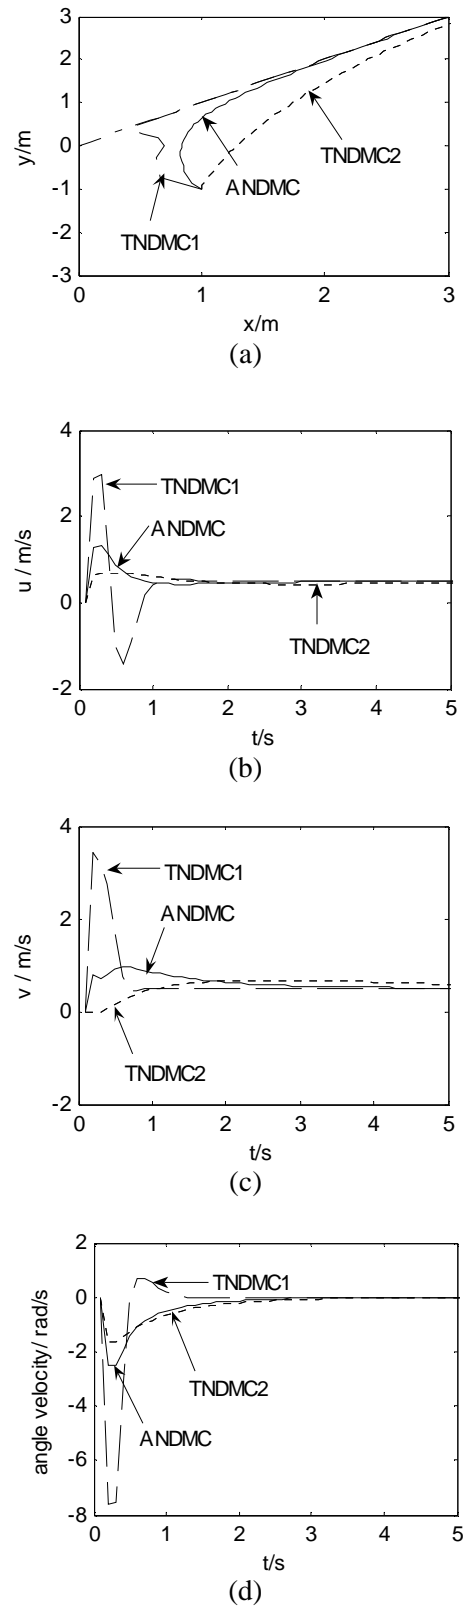 3
2
1
0
-1
-2
-3
y/m
TNDMC2
ANDMC
TNDMC1
0 1 2 3
x/m
(a)
4
2
0
-2
u / m/s
TNDMC1
ANDMC
TNDMC2
0 1 2 3 4 5
t/s
(b)
4
2
0
-2
v / m/s
TNDMC1
ANDMC
TNDMC2
0 1 2 3 4 5
t/s
(c)
2
0
-2
-4
-6
-8
angle velocity/ rad/s
TNDMC1
TNDMC2
ANDMC
0 1 2 3 4 5
t/s
(d)